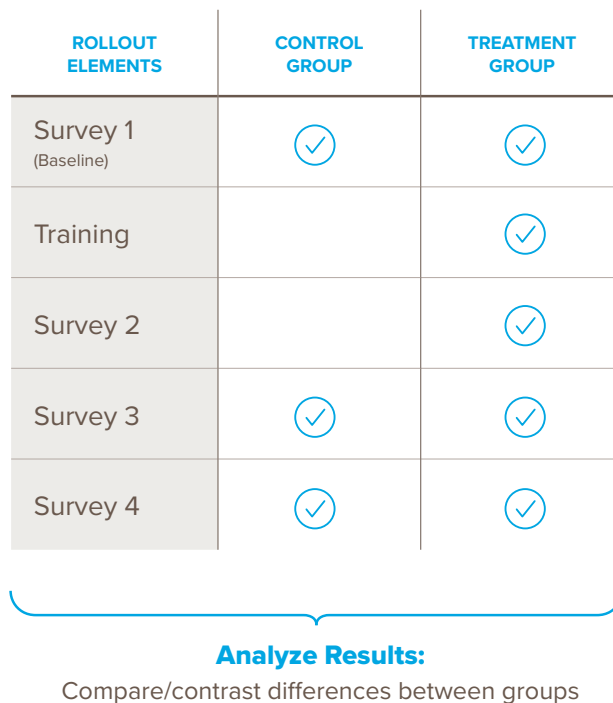 ROLLOUT ELEMENTS
CONTROL GROUP
TREATMENT GROUP
Survey 1
(Baseline)
Training
Survey 2
Survey 3
Survey 4
Analyze Results:
Compare/contrast differences between groups